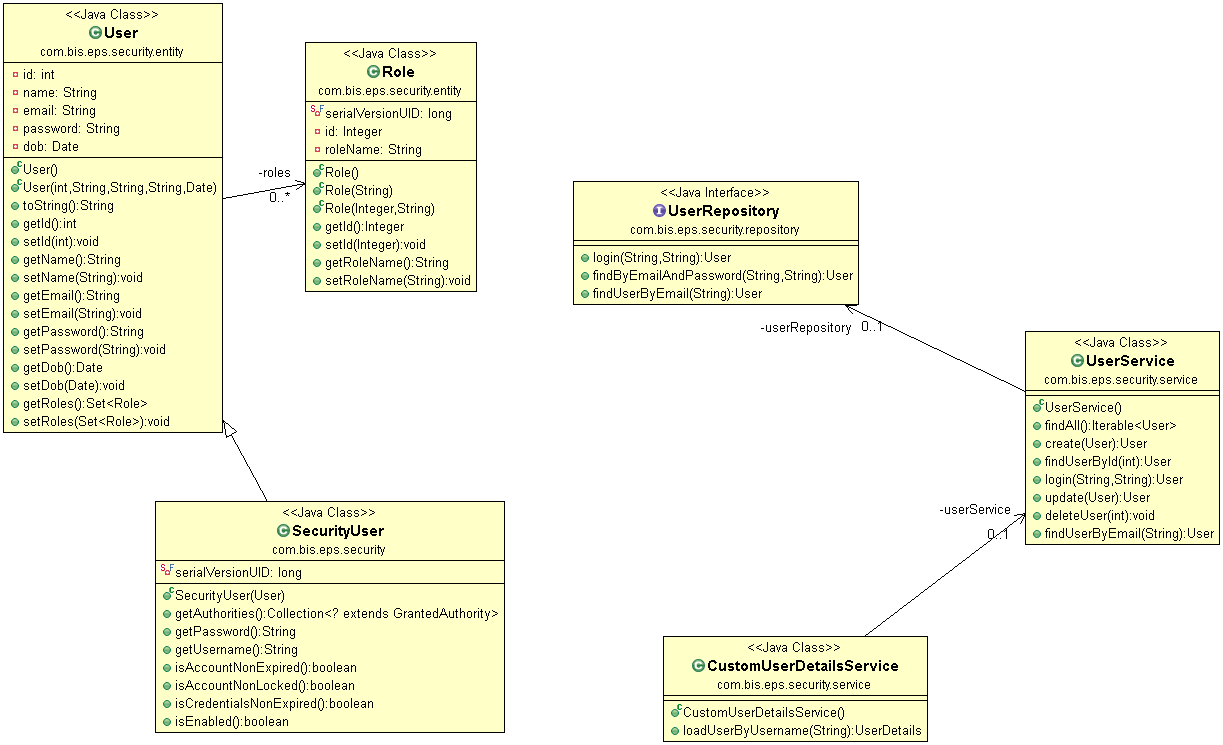 <<Java Class>>
User
com.bis.eps.security.entity
id: int
name: String
email: String
password: String
dob: Date
User()
User(int,String,String,String,Date)
toString():String
getId():int
setId(int):void
getName():String
setName(String):void
getEmail():String
setEmail(String):void
getPassword():String
setPassword(String):void
getDob():Date
setDob(Date):void
getRoles():Set<Role>
setRoles(Set<Role>):void
-roles
0..*
<<Java Class>>
Role
com.bis.eps.security.entity
serialVersionUID: long
id: Integer
roleName: String
Role()
Role(String)
Role(Integer,String)
getId():Integer
setId(Integer):void
getRoleName():String
setRoleName(String):void
<<Java Interface>>
UserRepository
com.bis.eps.security.repository
login(String,String):User
findByEmailAndPassword(String,String):User
findUserByEmail(String):User
-userRepository
0..1
<<Java Class>>
UserService
com.bis.eps.security.service
UserService()
findAll():Iterable<User>
create(User):User
findUserById(int):User
login(String,String):User
update(User):User
deleteUser(int):void
findUserByEmail(String):User
-userService
0..1
<<Java Class>>
SecurityUser
com.bis.eps.security
serialVersionUID: long
SecurityUser(User)
getAuthorities():Collection<? extends GrantedAuthority>
getPassword():String
getUsername():String
isAccountNonExpired():boolean
isAccountNonLocked():boolean
isCredentialsNonExpired():boolean
isEnabled():boolean
<<Java Class>>
CustomUserDetailsService
com.bis.eps.security.service
CustomUserDetailsService()
loadUserByUsername(String):UserDetails